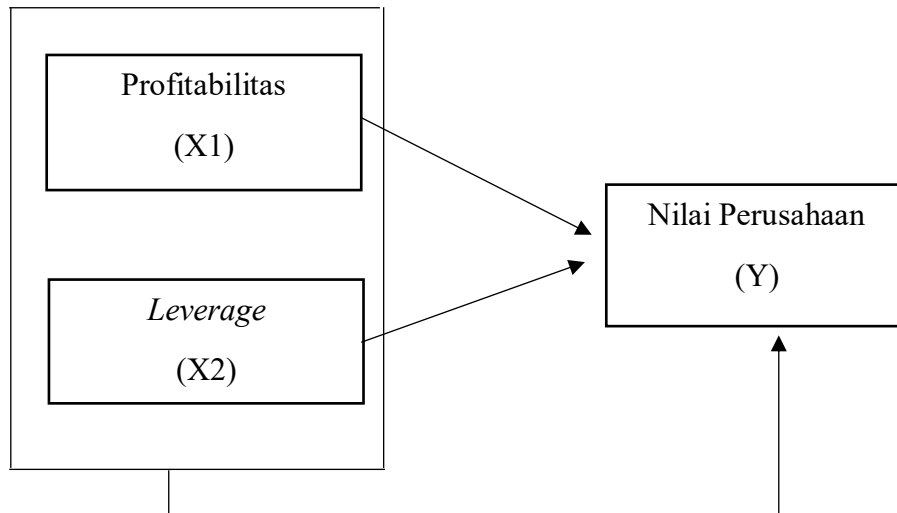 Profitabilitas
(X1)
Nilai Perusahaan
(Y)
Leverage
(X2)